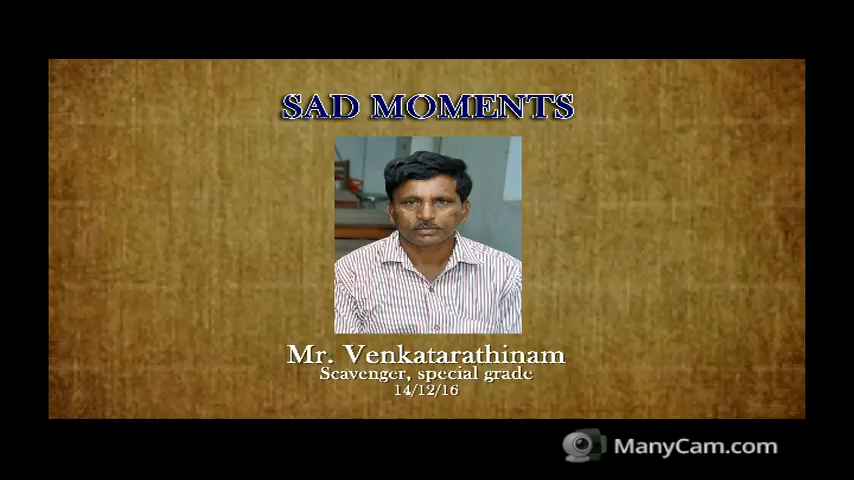 SAD MOMENTS
Mr. Venkatarathinam
Scavenger, special grade
14/12/16
ManyCam.com